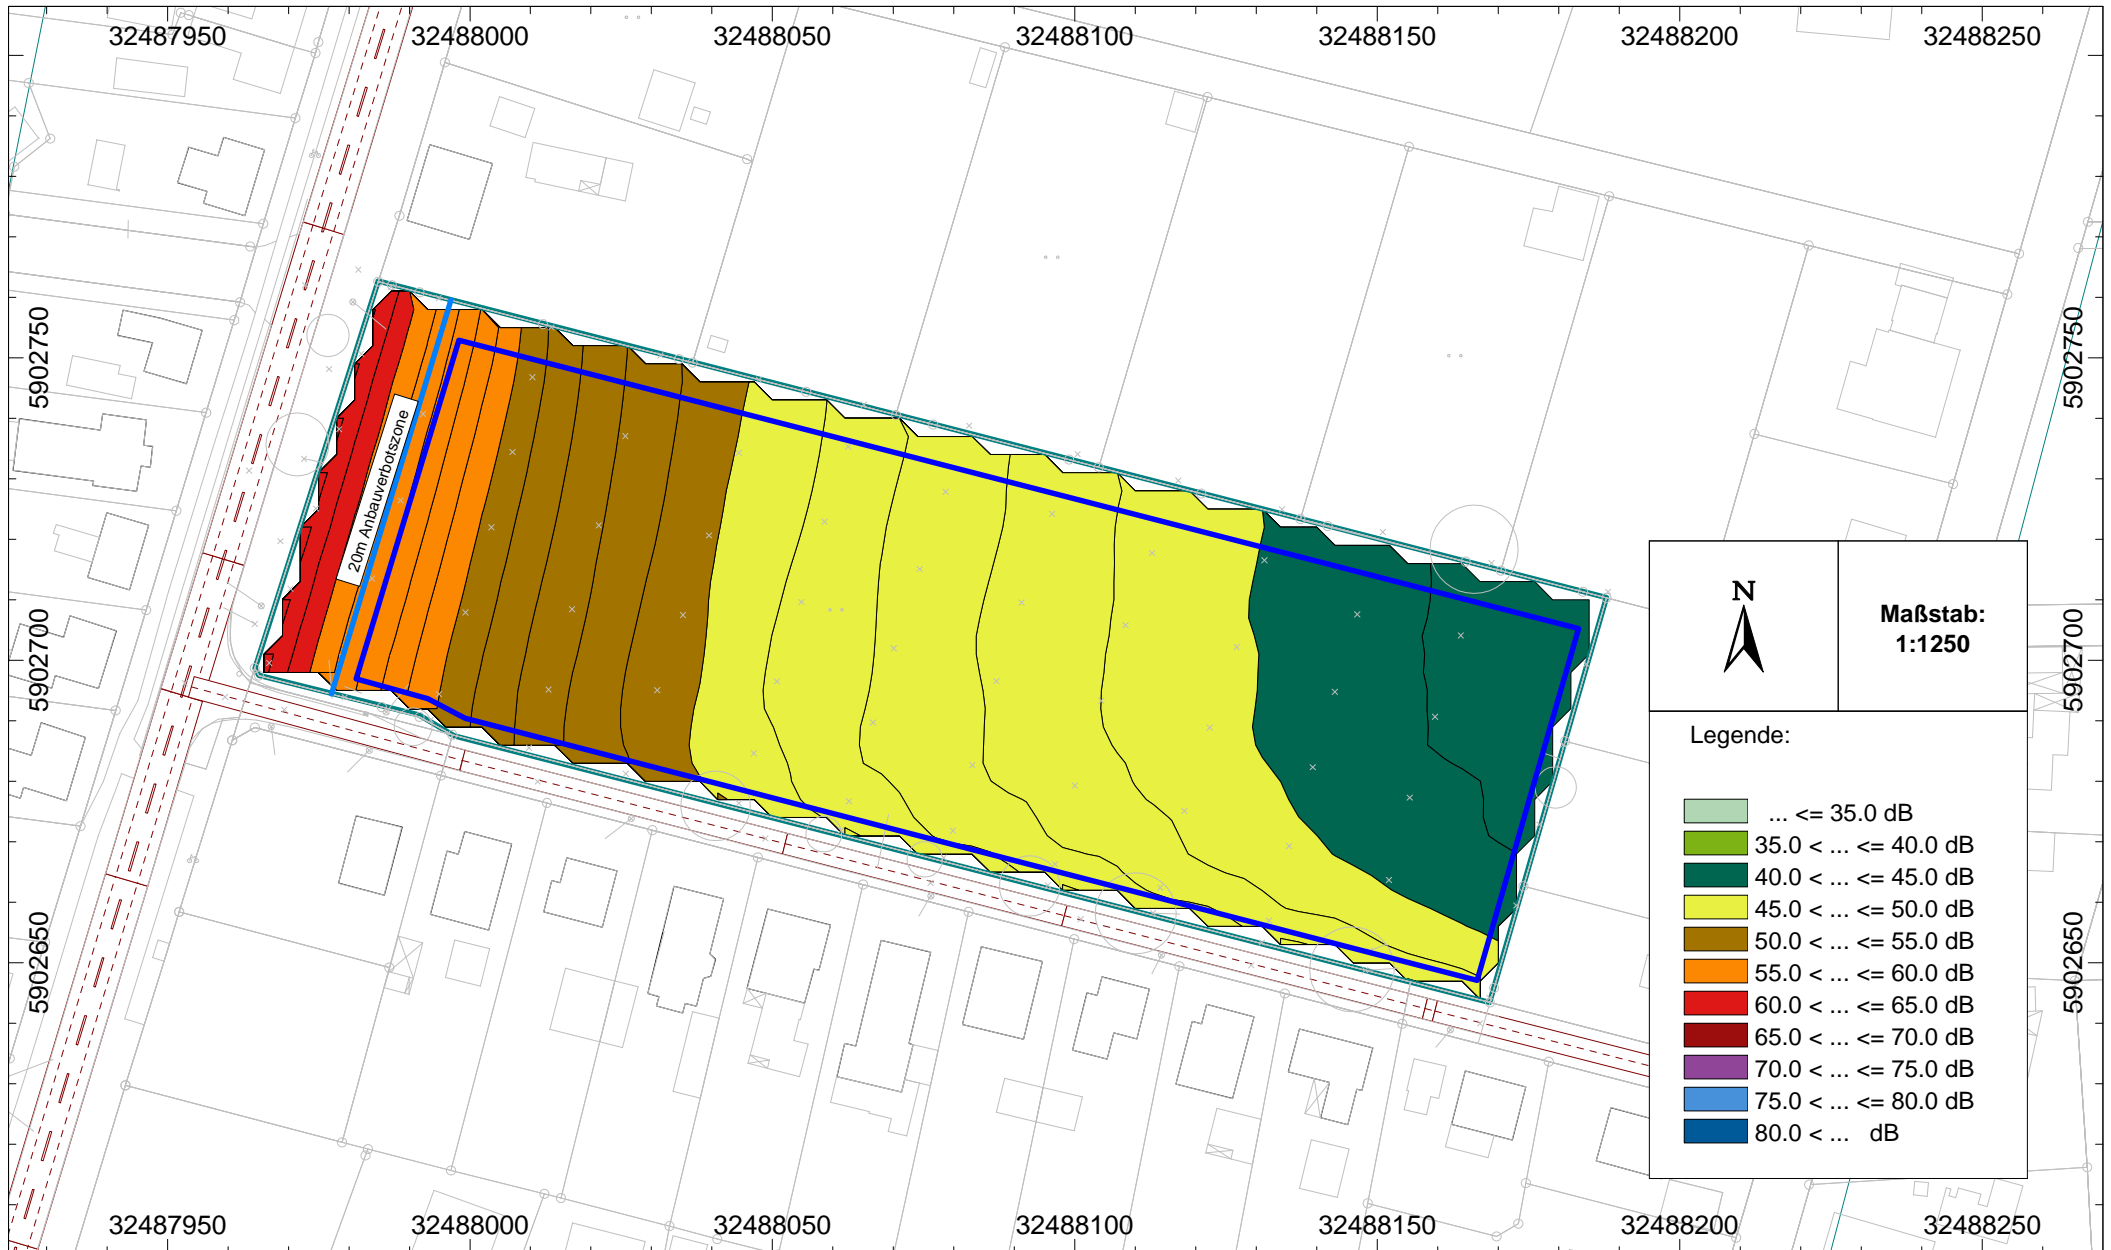 32487950 32488000 32488050 32488100 32488150 32488200 32488250
5902750
5902700
5902650
20m Anbauverbotszone
5902750
5902700
5902650
N
Maßstab:
1:1250
Legende:
... <= 35.0 dB
35.0 < ... <= 40.0 dB
40.0 < ... <= 45.0 dB
45.0 < ... <= 50.0 dB
50.0 < ... <= 55.0 dB
55.0 < ... <= 60.0 dB
60.0 < ... <= 65.0 dB
65.0 < ... <= 70.0 dB
70.0 < ... <= 75.0 dB
75.0 < ... <= 80.0 dB
80.0 < ... dB
32487950 32488000 32488050 32488100 32488150 32488200 32488250